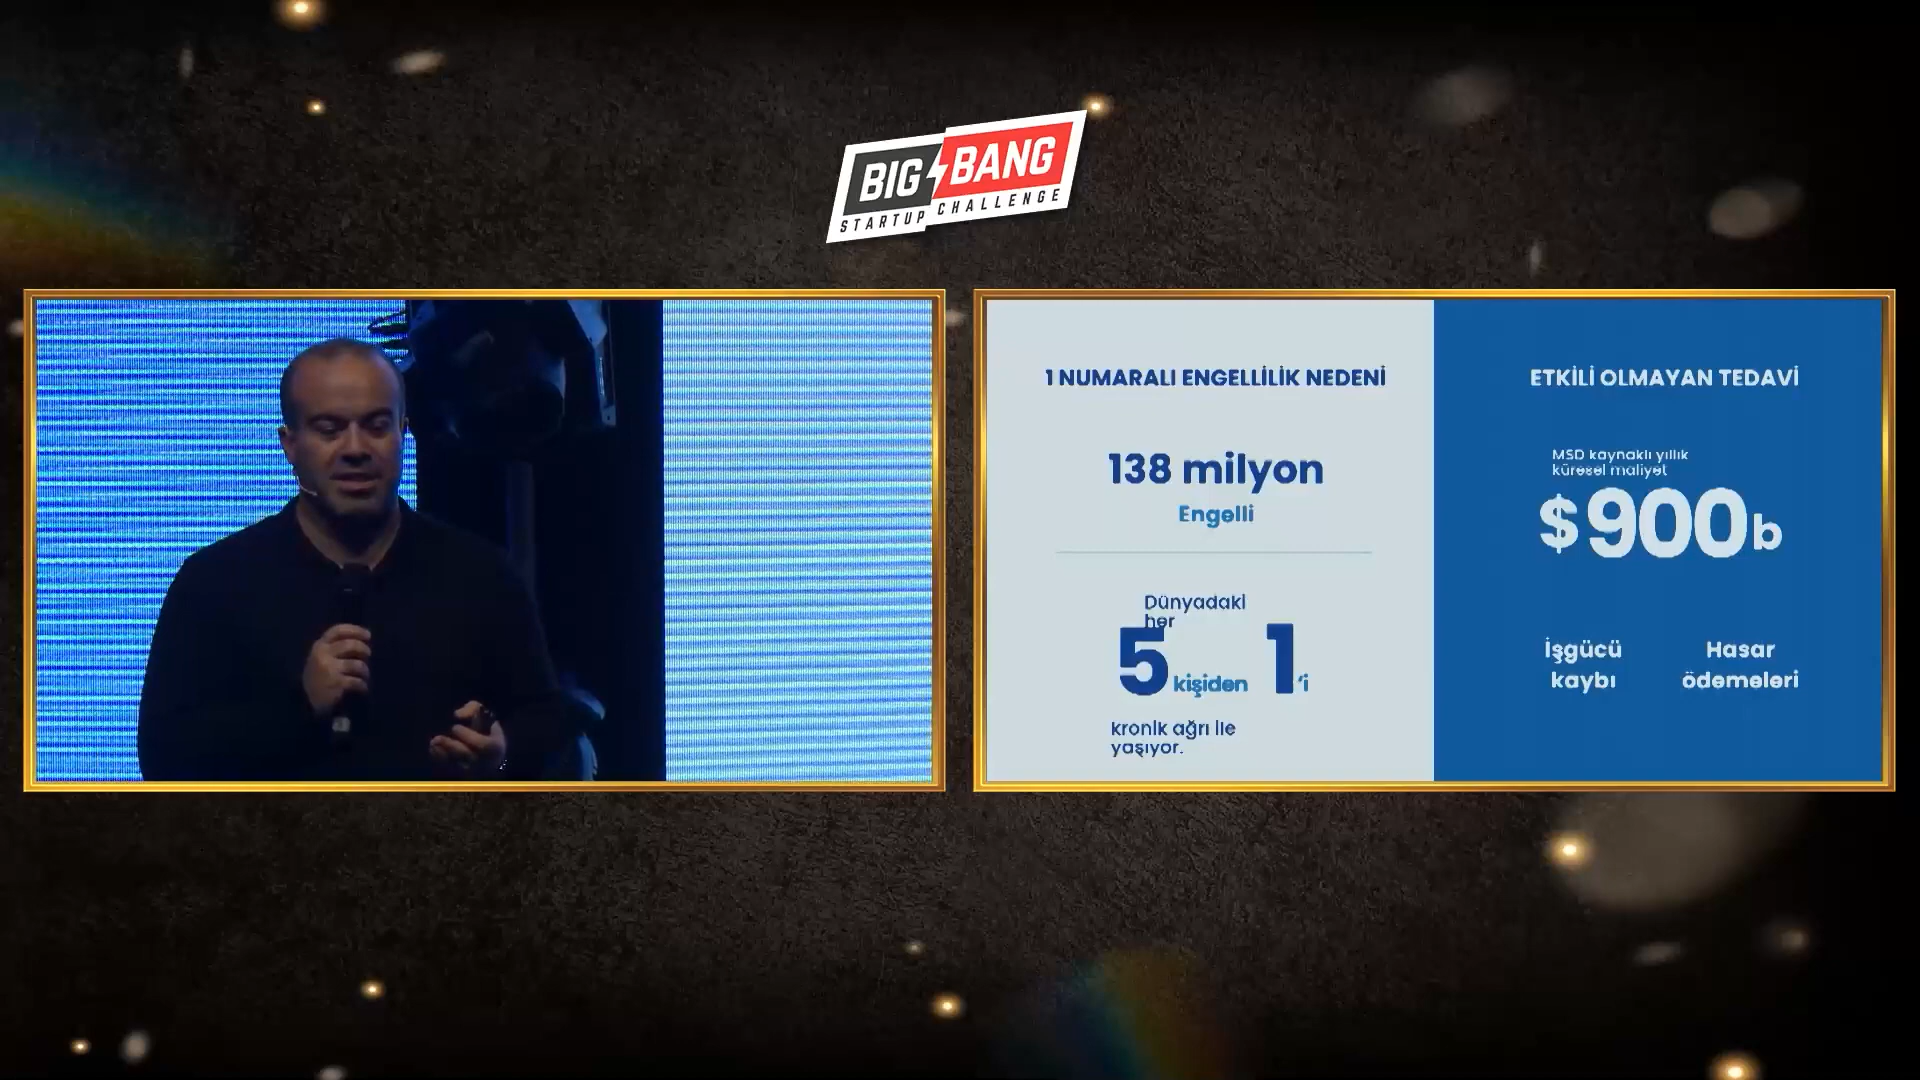 BIG BANG
STARTUP CHALLENGE
1 NUMARALI ENGELLİLİK NEDENİ
138 milyon
Engelli
Dünyadaki
her
5 kişiden 1'i
kronik ağrı ile
yaşıyor.
ETKİLİ OLMAYAN TEDAVİ
MSD kaynaklı yıllık
küresel maliyet
$900b
İşgücü
kaybı
Hasar
ödemeleri